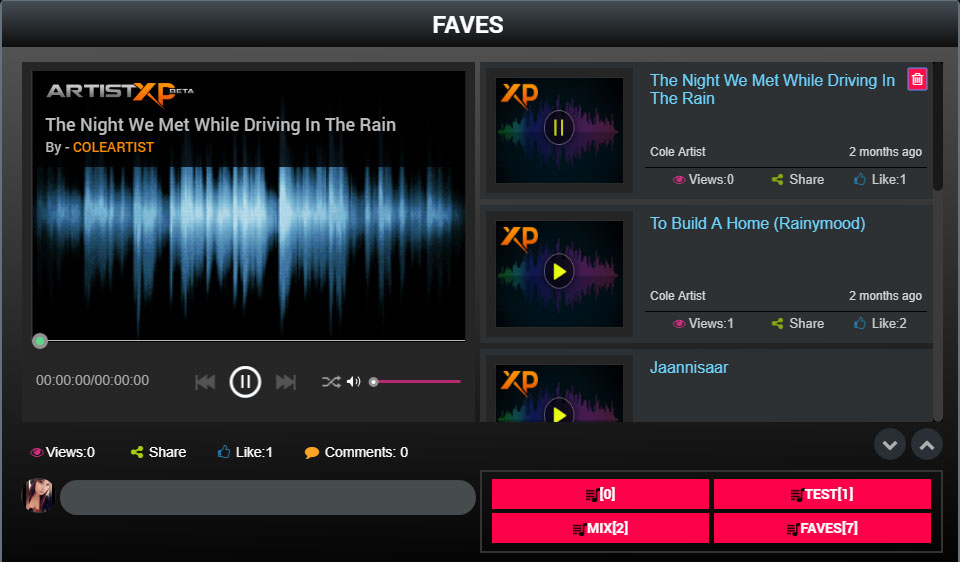 FAVES
ARTISTXP BETA
The Night We Met While Driving In The Rain
By - COLEARTIST
00:00:00/00:00:00
Views:0 Share Like:1 Comments: 0
XP
The Night We Met While Driving In
The Rain
Cole Artist 2 months ago
Views:0 Share Like:1
XP
To Build A Home (Rainymood)
Cole Artist 2 months ago
Views:1 Share Like:2
XP
Jaannisaar
[0] TEST[1]
MIX[2] FAVES[7]